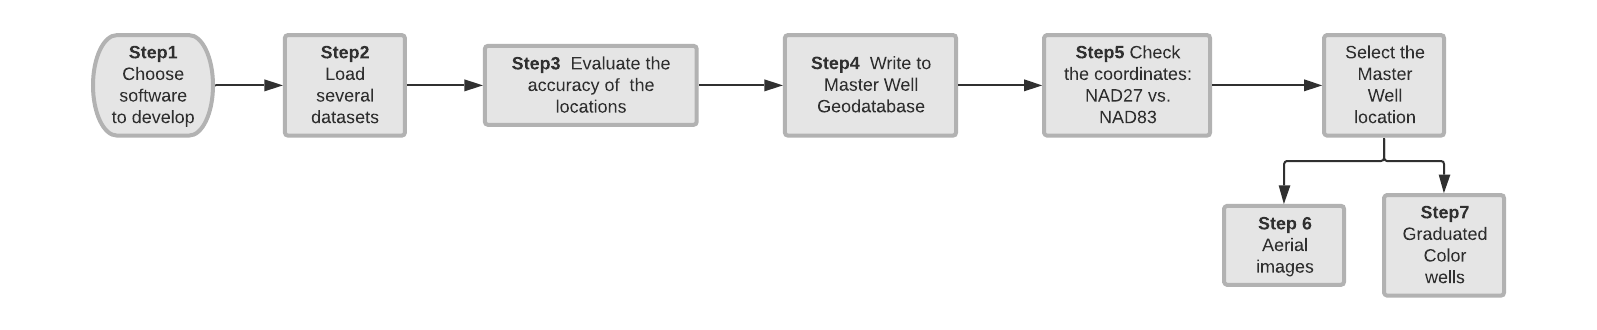 Step1
Choose
software
to develop
Step2
Load
several
datasets
Step3 Evaluate the
accuracy of the
locations
Step4 Write to
Master Well
Geodatabase
Step5 Check
the coordinates:
NAD27 vs.
NAD83
Select the
Master
Well
location
Step 6
Aerial
images
Step7
Graduated
Color
wells